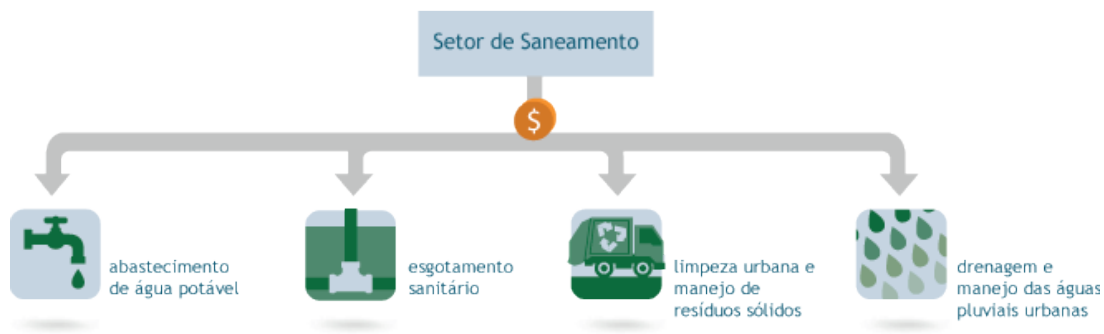 Setor de Saneamento
$
abastecimento
de água potável
esgotamento
sanitário
limpeza urbana e
manejo de
resíduos sólidos
drenagem e
manejo das águas
pluviais urbanas